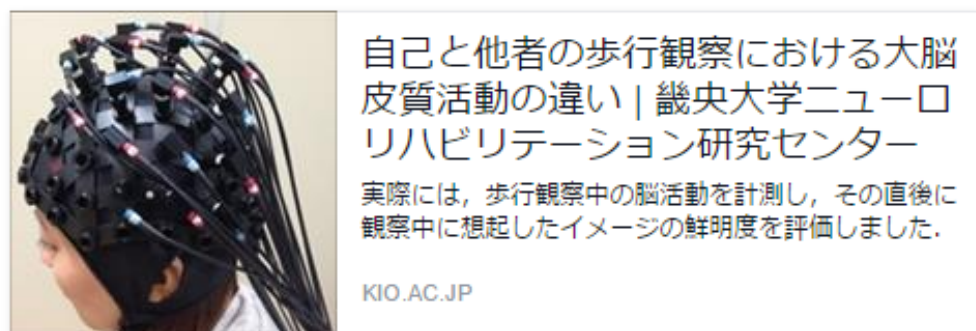 自己と他者の歩行観察における大脳
皮質活動の違い | 畿央大学ニューロ
リハビリテーション研究センター
実際には，歩行観察中の脳活動を計測し，その直後に
観察中に想起したイメージの鮮明度を評価しました．
KIO.AC.JP